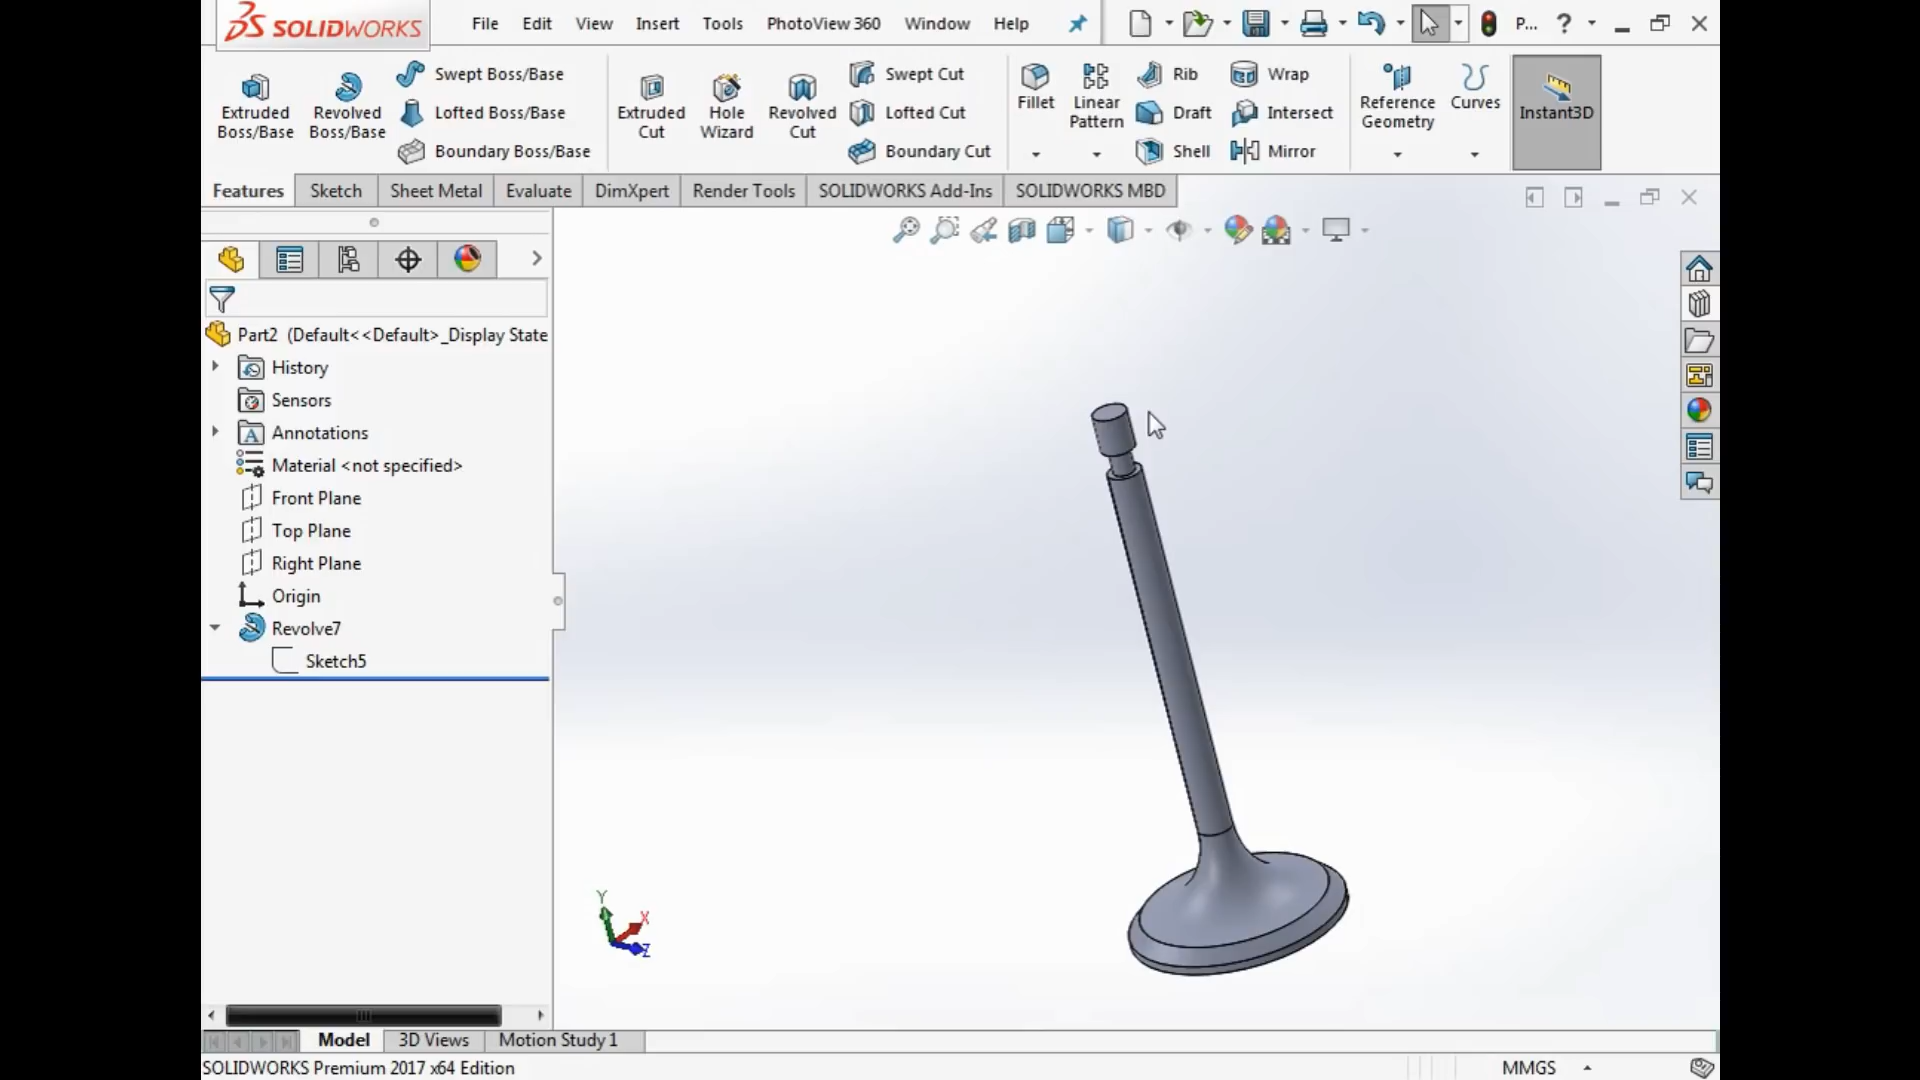 SOLIDWORKS File Edit View Insert Tools PhotoView 360 Window Help P... ?
Extruded Boss/Base
Revolved Boss/Base
Swept Boss/Base
Lofted Boss/Base
Boundary Boss/Base
Extruded Cut
Hole Wizard
Revolved Cut
Swept Cut
Lofted Cut
Boundary Cut
Fillet
Linear Pattern
Rib
Draft
Shell
Wrap
Intersect
Mirror
Reference Geometry
Curves
Instant3D
Features Sketch Sheet Metal Evaluate DimXpert Render Tools SOLIDWORKS Add-Ins SOLIDWORKS MBD
Part2 (Default<<Default>_Display State
History
Sensors
Annotations
Material <not specified>
Front Plane
Top Plane
Right Plane
Origin
Revolve7
Sketch5
Y
X
Z
Model 3D Views Motion Study 1
SOLIDWORKS Premium 2017 x64 Edition MMGS